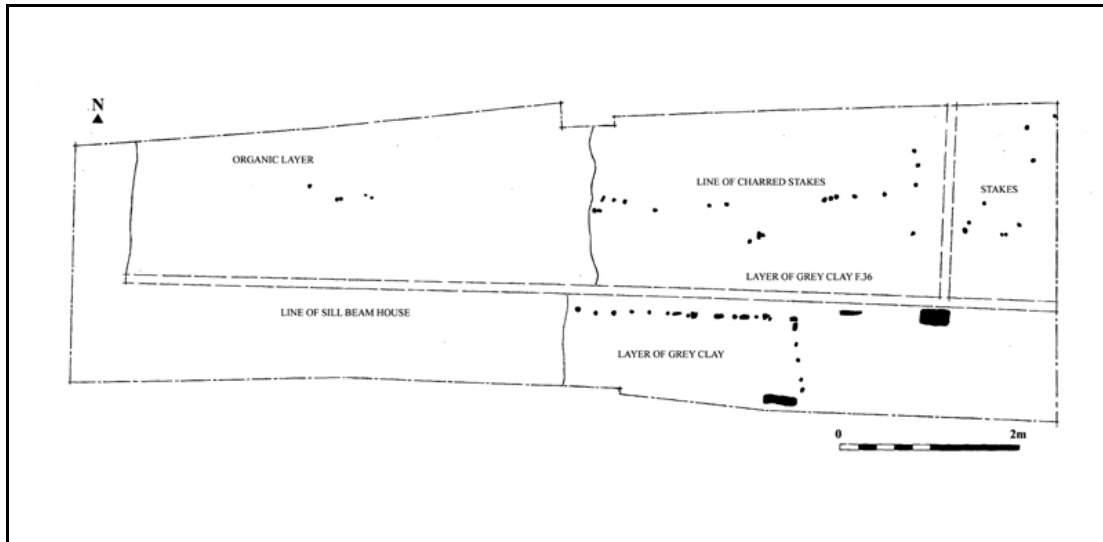 N
ORGANIC LAYER
LINE OF CHARRED STAKES
STAKES
LAYER OF GREY CLAY F.36
LINE OF SILL BEAM HOUSE
LAYER OF GREY CLAY
0 2m